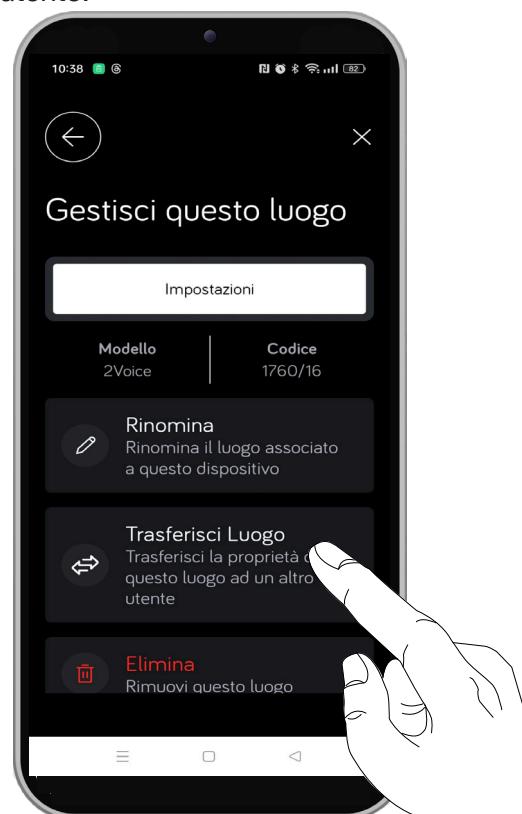 10:38 82
Gestisci questo luogo
Impostazioni
Modello Codice
2Voice 1760/16
Rinomina
Rinomina il luogo associato
a questo dispositivo
Trasferisci Luogo
Trasferisci la proprietà
questo luogo ad un altro
utente
Elimina
Rimuovi questo luogo